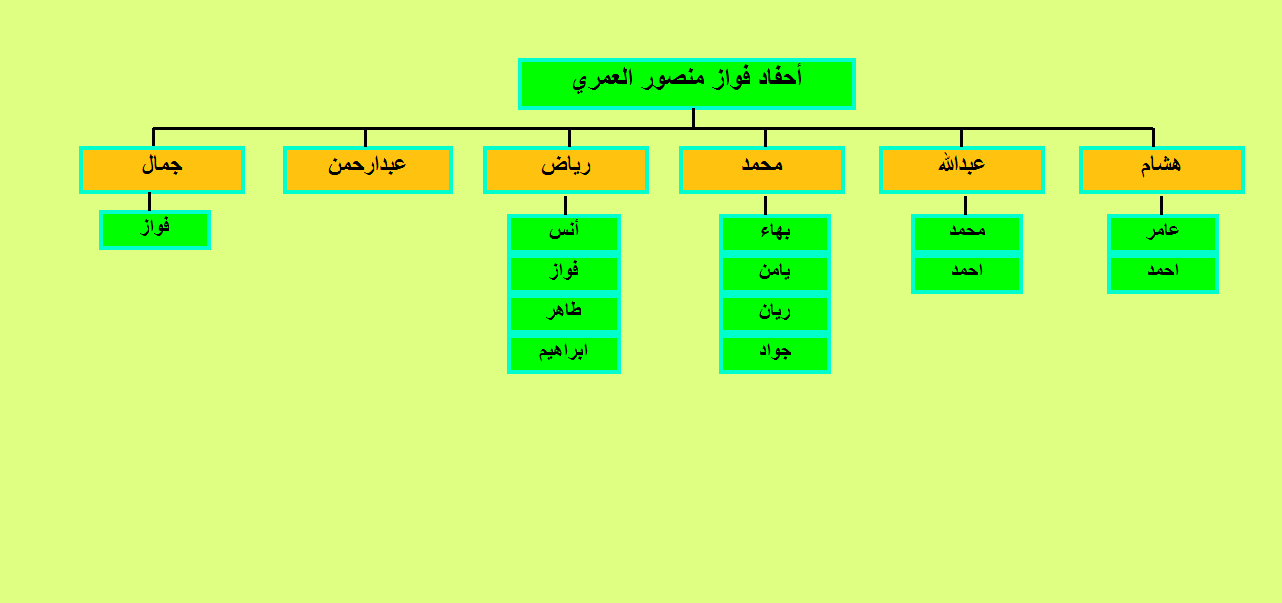 أحفاد فواز منصور العمري
هشام
عبدالله
محمد
رياض
عبدارحمن
جمال
عامر
احمد
محمد
احمد
بهاء
يامن
ريان
جواد
أنس
فواز
طاهر
ابراهيم
فواز